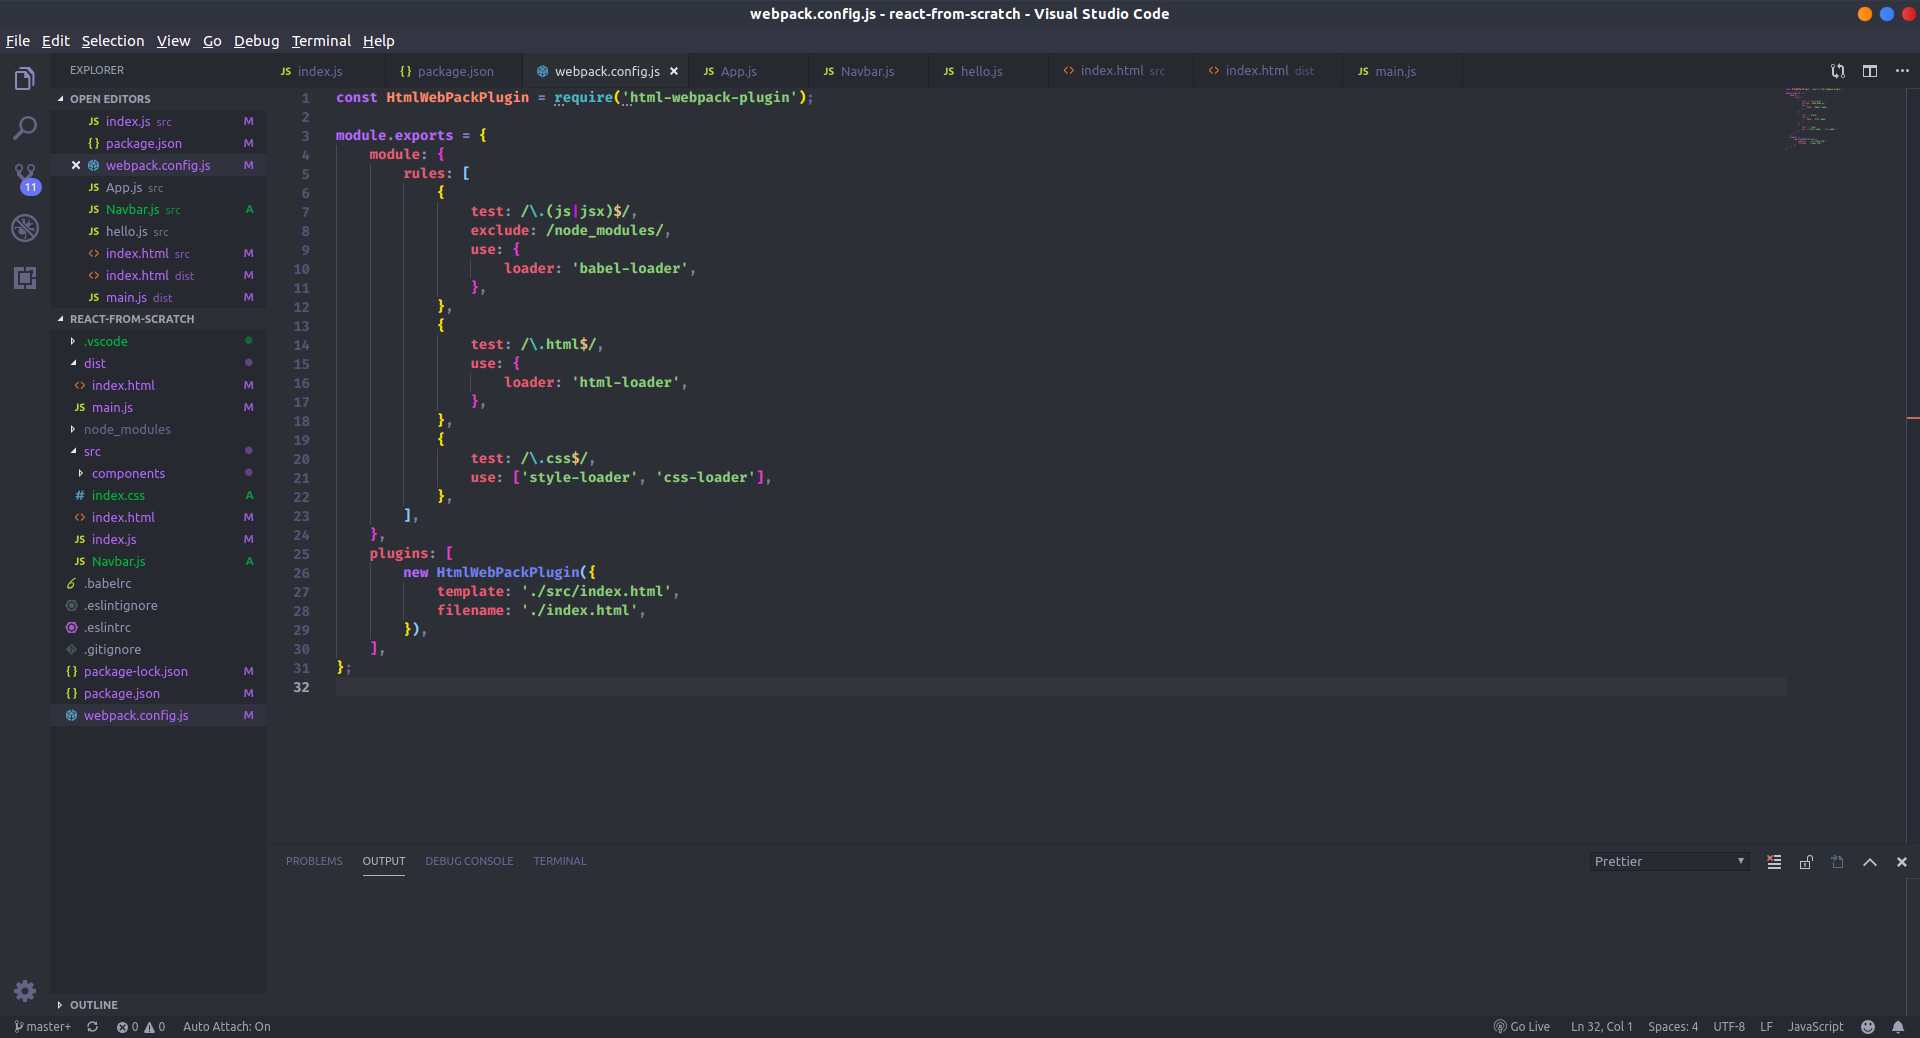 webpack.config.js - react-from-scratch - Visual Studio Code
File Edit Selection View Go Debug Terminal Help
EXPLORER
OPEN EDITORS
JS index.js src M
{} package.json M
webpack.config.js M
JS App.js src
JS Navbar.js src A
JS hello.js src
<> index.html src M
<> index.html dist M
JS main.js dist M
REACT-FROM-SCRATCH
.vscode
dist
<> index.html M
JS main.js M
node_modules
src
components
# index.css A
<> index.html M
JS index.js M
JS Navbar.js A
.babelrc
.eslintignore
.eslintrc
.gitignore
{} package-lock.json M
{} package.json M
webpack.config.js M
OUTLINE
11
JS index.js {} package.json webpack.config.js JS App.js JS Navbar.js JS hello.js <> index.html src <> index.html dist JS main.js
1 const HtmlWebPackPlugin = require('html-webpack-plugin');
2
3 module.exports = {
4     module: {
5         rules: [
6             {
7                 test: /\.(js|jsx)$/,
8                 exclude: /node_modules/,
9                 use: {
10                     loader: 'babel-loader',
11                 },
12             },
13             {
14                 test: /\.html$/,
15                 use: {
16                     loader: 'html-loader',
17                 },
18             },
19             {
20                 test: /\.css$/,
21                 use: ['style-loader', 'css-loader'],
22             },
23         ],
24     },
25     plugins: [
26         new HtmlWebPackPlugin({
27             template: './src/index.html',
28             filename: './index.html',
29         }),
30     ],
31 };
32
PROBLEMS OUTPUT DEBUG CONSOLE TERMINAL Prettier
master+ 0 0 Auto Attach: On Go Live Ln 32, Col 1 Spaces: 4 UTF-8 LF JavaScript